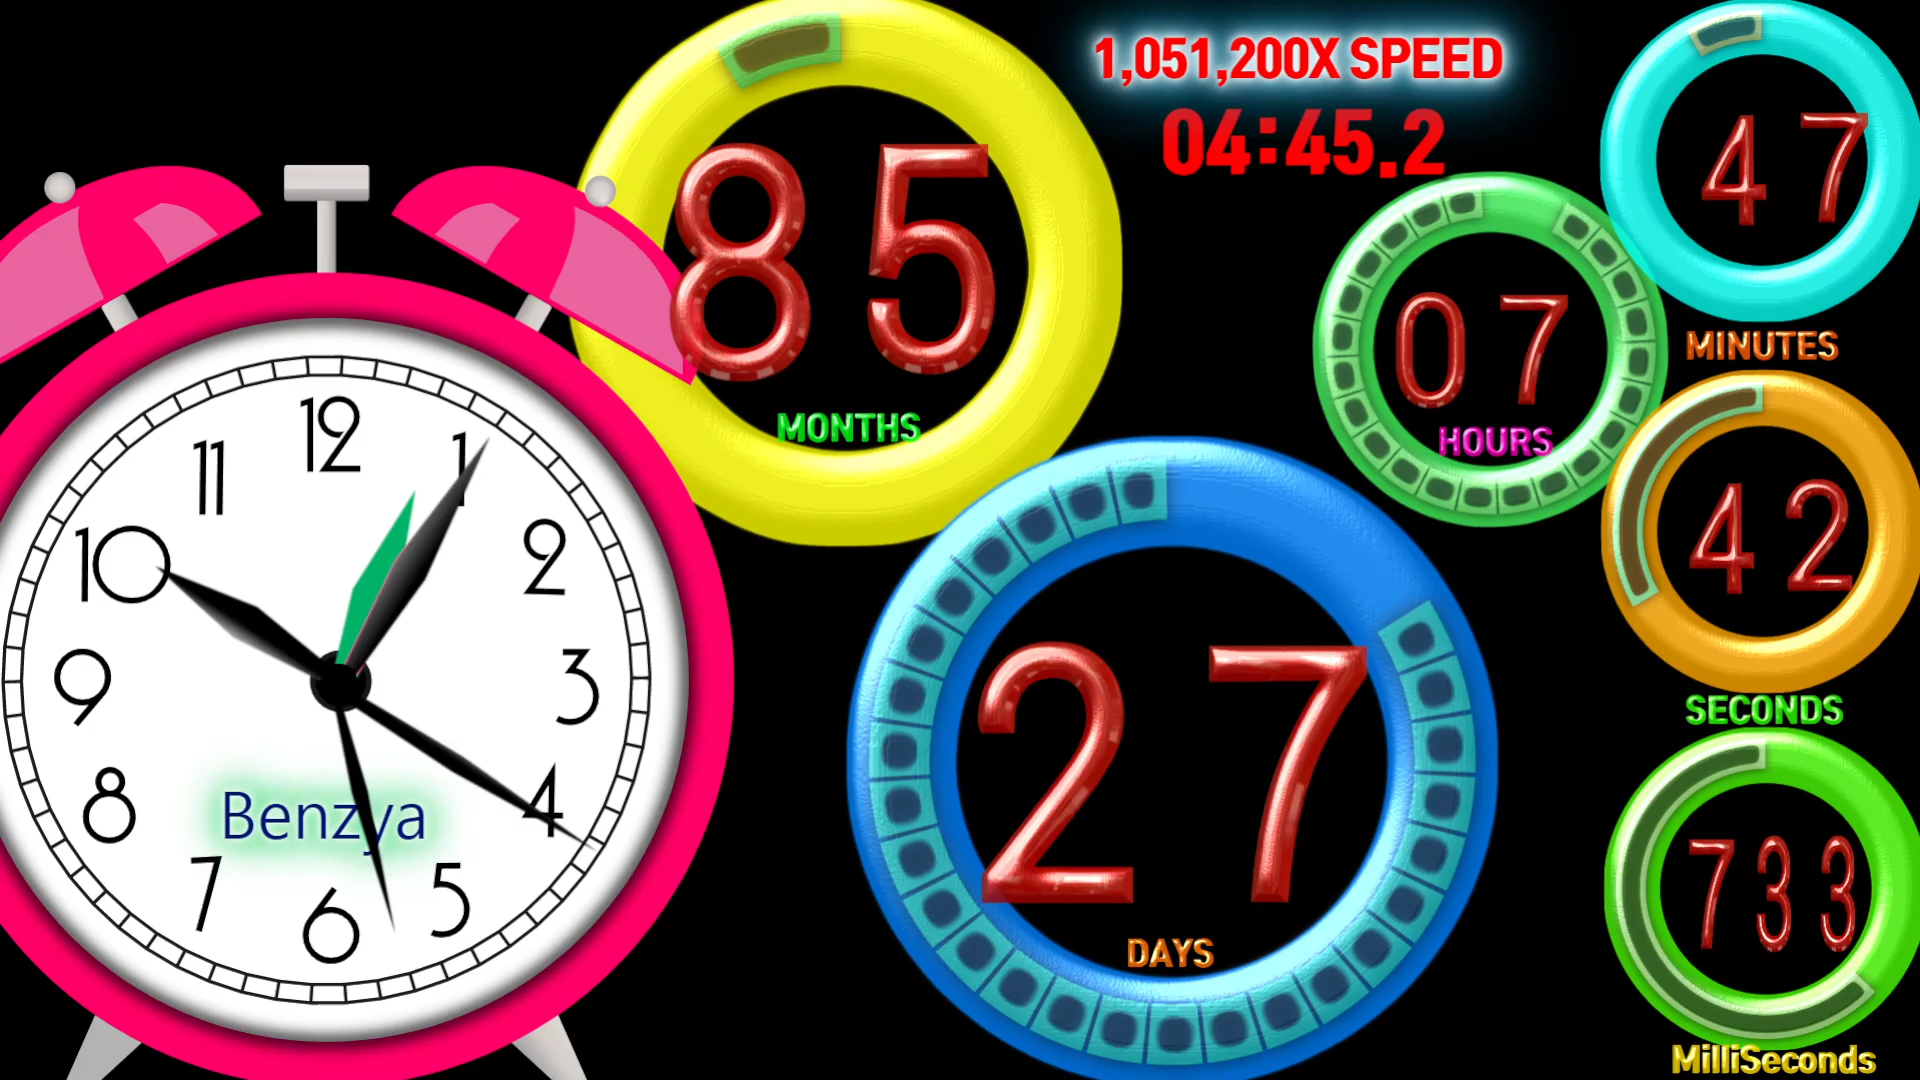 1,051,200X SPEED
04:45.2
85
MONTHS
47
MINUTES
07
HOURS
42
SECONDS
27
DAYS
733
MilliSeconds
12
1
2
3
4
5
6
7
8
9
10
11
Benzya